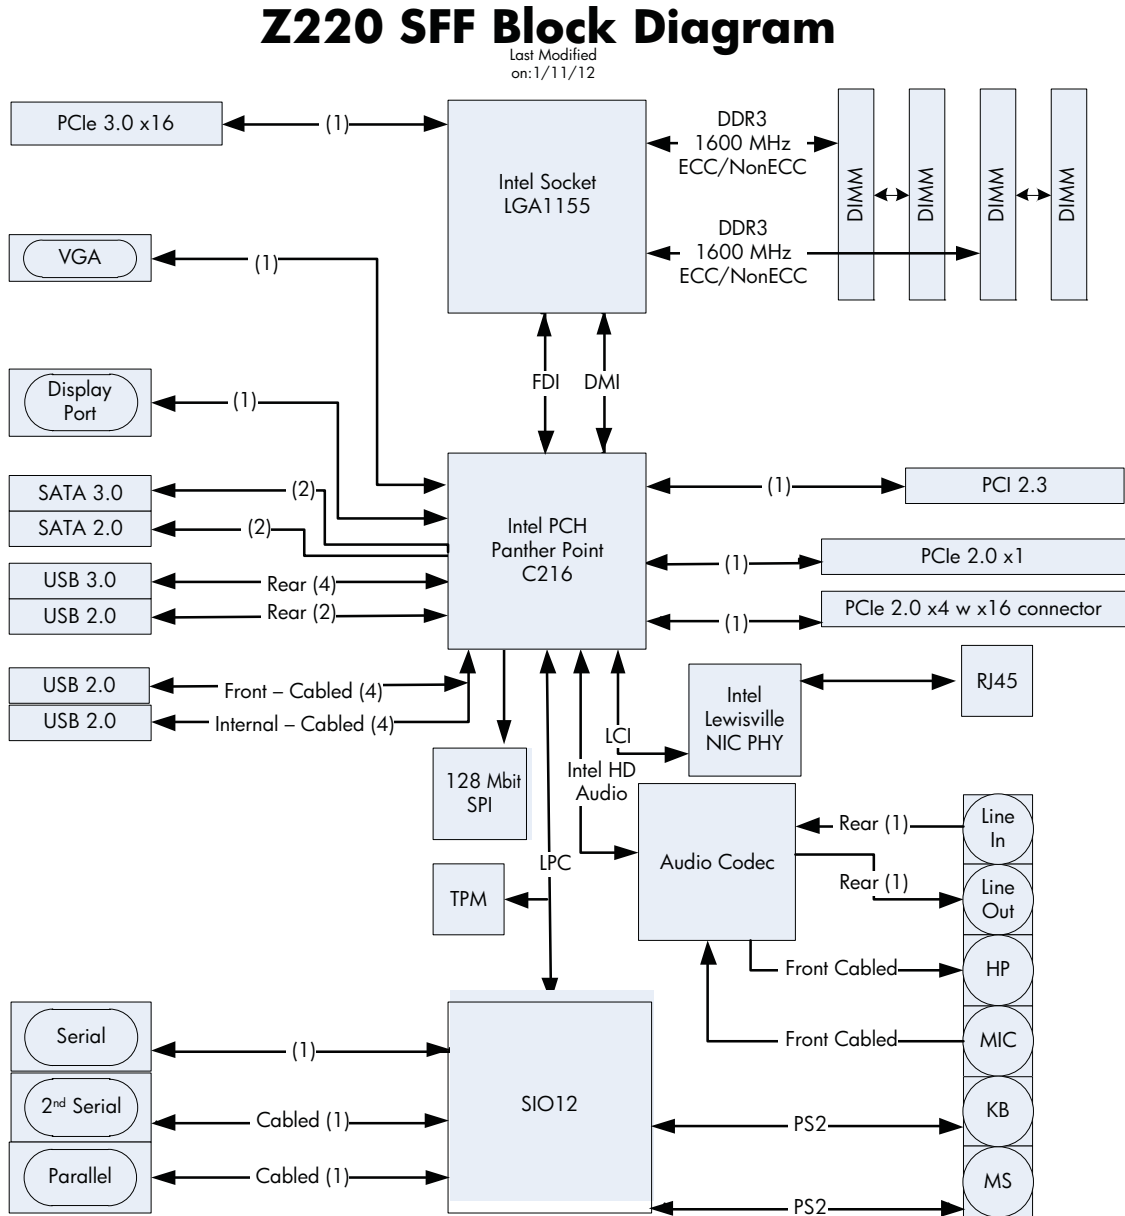 Z220 SFF Block Diagram
Last Modified
on:1/11/12
PCIe 3.0 x16
(1)
Intel Socket
LGA1155
DDR3
1600 MHz
ECC/NonECC
DDR3
1600 MHz
ECC/NonECC
DIMM
DIMM
DIMM
DIMM
VGA
(1)
FDI
DMI
Display
Port
(1)
SATA 3.0
(2)
SATA 2.0
(2)
USB 3.0
Rear (4)
USB 2.0
Rear (2)
Intel PCH
Panther Point
C216
(1)
PCI 2.3
(1)
PCIe 2.0 x1
(1)
PCIe 2.0 x4 w x16 connector
USB 2.0
Front – Cabled (4)
USB 2.0
Internal – Cabled (4)
128 Mbit
SPI
LCI
Intel HD
Audio
Intel
Lewisville
NIC PHY
RJ45
TPM
LPC
Audio Codec
Rear (1)
Line
In
Rear (1)
Line
Out
Front Cabled
HP
Front Cabled
MIC
Serial
(1)
2nd Serial
Cabled (1)
Parallel
Cabled (1)
SIO12
PS2
KB
PS2
MS